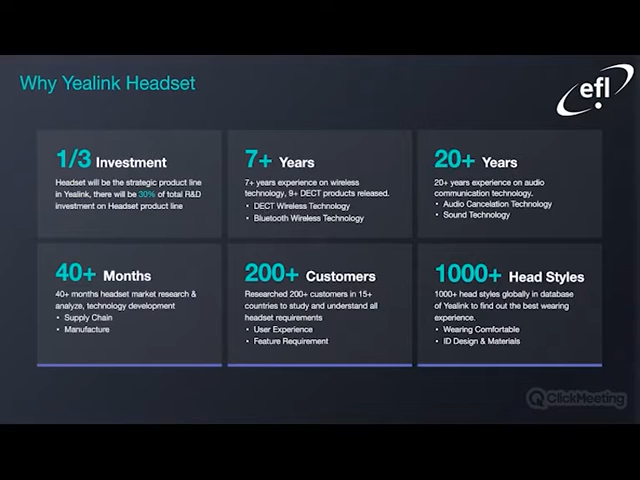 Why Yealink Headset
efl
1/3 Investment
Headset will be the strategic product line
in Yealink, there will be 30% of total R&D
investment on Headset product line
7+ Years
7+ years experience on wireless
technology, 9+ DECT products released.
• DECT Wireless Technology
• Bluetooth Wireless Technology
20+ Years
20+ years experience on audio
communication technology.
• Audio Cancelation Technology
• Sound Technology
40+ Months
40+ months headset market research &
analyze, technology development
• Supply Chain
• Manufacture
200+ Customers
Researched 200+ customers in 15+
countries to study and understand all
headset requirements
• User Experience
• Feature Requirement
1000+ Head Styles
1000+ head styles globally in database
of Yealink to find out the best wearing
experience.
• Wearing Comfortable
• ID Design & Materials
ClickMeeting